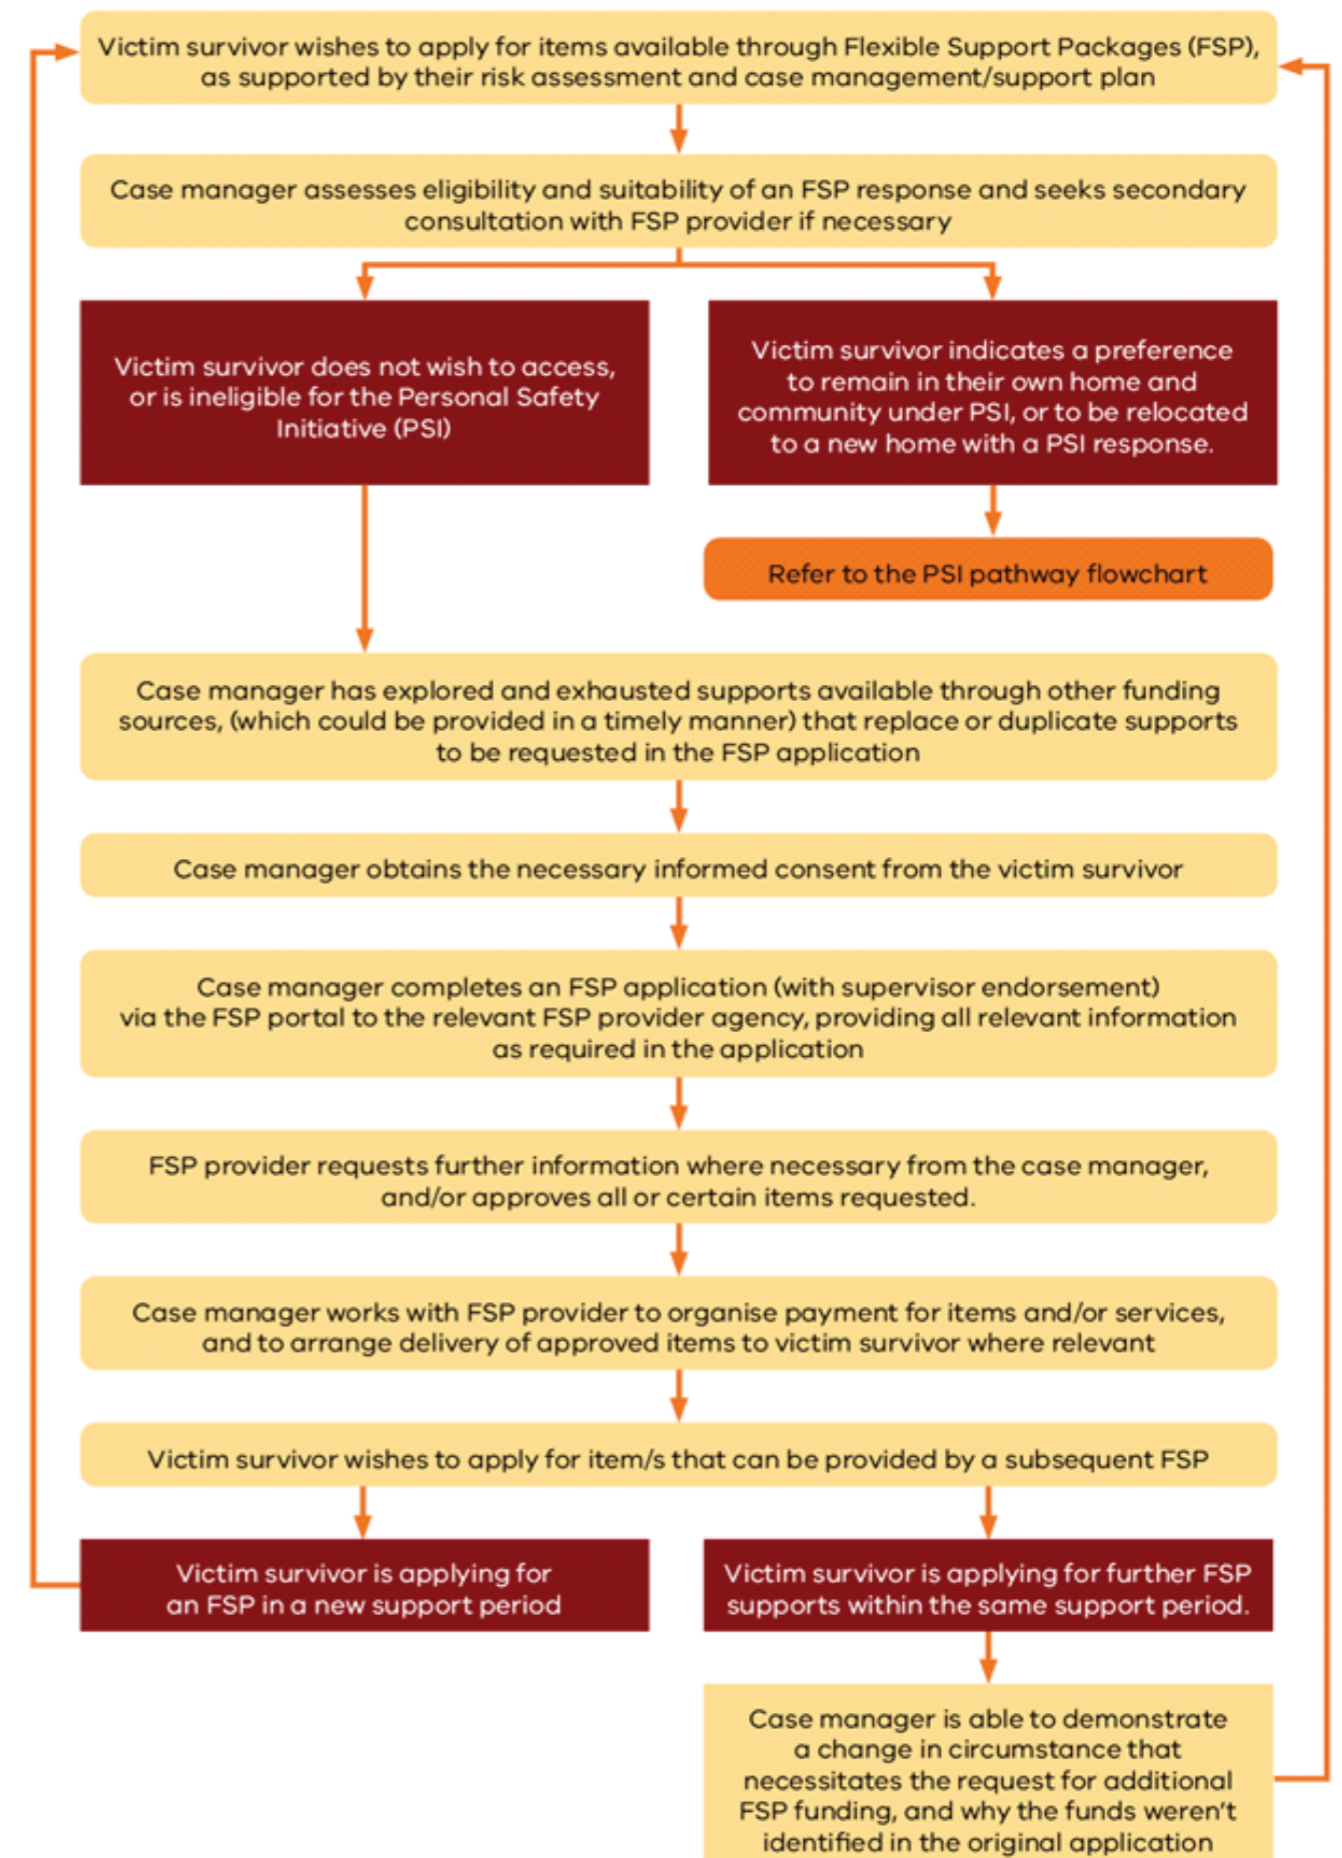 Victim survivor wishes to apply for items available through Flexible Support Packages (FSP),
as supported by their risk assessment and case management/support plan
Case manager assesses eligibility and suitability of an FSP response and seeks secondary
consultation with FSP provider if necessary
Victim survivor does not wish to access,
or is ineligible for the Personal Safety
Initiative (PSI)
Victim survivor indicates a preference
to remain in their own home and
community under PSI, or to be relocated
to a new home with a PSI response.
Refer to the PSI pathway flowchart
Case manager has explored and exhausted supports available through other funding
sources, (which could be provided in a timely manner) that replace or duplicate supports
to be requested in the FSP application
Case manager obtains the necessary informed consent from the victim survivor
Case manager completes an FSP application (with supervisor endorsement)
via the FSP portal to the relevant FSP provider agency, providing all relevant information
as required in the application
FSP provider requests further information where necessary from the case manager,
and/or approves all or certain items requested.
Case manager works with FSP provider to organise payment for items and/or services,
and to arrange delivery of approved items to victim survivor where relevant
Victim survivor wishes to apply for item/s that can be provided by a subsequent FSP
Victim survivor is applying for
an FSP in a new support period
Victim survivor is applying for further FSP
supports within the same support period.
Case manager is able to demonstrate
a change in circumstance that
necessitates the request for additional
FSP funding, and why the funds weren't
identified in the original application